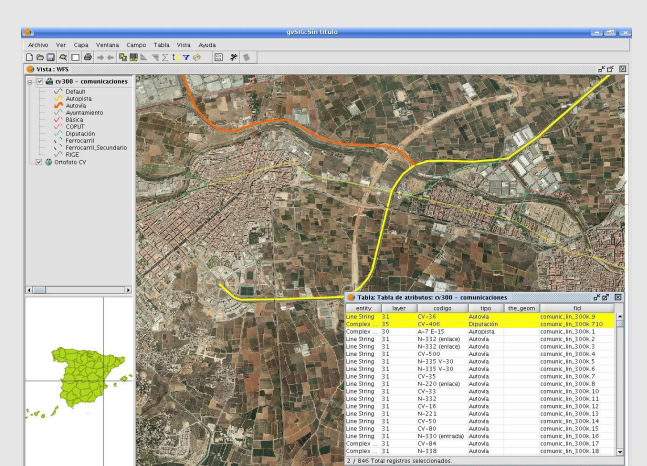 gvSIG:Sin Título
Archivo Ver Capa Ventana Campo Tabla Vista Ayuda
Vista : WFS
cv300 - comunicaciones
Default
Autopista
Autovía
Ayuntamiento
Básica
COPUT
Diputación
Ferrocarril
Ferrocarril_Secundario
RIGE
Ortofoto CV
Tabla: Tabla de atributos: cv300 - comunicaciones
entity layer codigo tipo the_geom fid
Line String 31 CV-36 Autovía comunic_lin_300k.9
Complex ... 35 CV-406 Diputación comunic_lin_300k.710
Complex ... 30 A-7 E-15 Autopista comunic_lin_300k.1
Line String 31 N-332 (enlace) Autovía comunic_lin_300k.2
Line String 31 N-332 (enlace) Autovía comunic_lin_300k.3
Line String 31 CV-500 Autovía comunic_lin_300k.4
Line String 31 N-335 V-30 Autovía comunic_lin_300k.5
Line String 31 N-335 V-30 Autovía comunic_lin_300k.6
Line String 31 CV-35 Autovía comunic_lin_300k.7
Line String 31 N-220 (enlace) Autovía comunic_lin_300k.8
Line String 31 CV-33 Autovía comunic_lin_300k.10
Line String 31 N-332 Autovía comunic_lin_300k.11
Line String 31 CV-16 Autovía comunic_lin_300k.12
Line String 31 N-221 Autovía comunic_lin_300k.13
Line String 31 CV-50 Autovía comunic_lin_300k.14
Line String 31 CV-80 Autovía comunic_lin_300k.15
Line String 31 N-330 (entrada) Autovía comunic_lin_300k.16
Complex ... 31 CV-84 Autovía comunic_lin_300k.17
Complex ... 31 N-338 Autovía comunic_lin_300k.18
2 / 846 Total registros seleccionados.